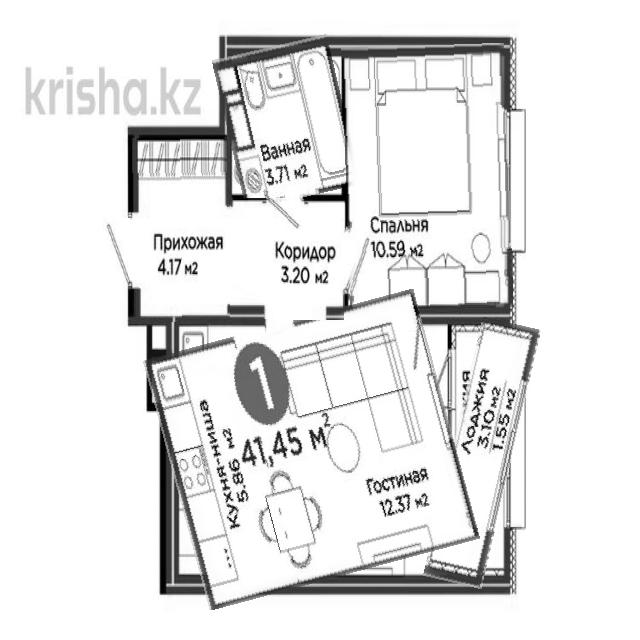 krisha.kz
Ванная
3.71 м2
Спальня
10.59 м2
Прихожая
4.17 м2
Коридор
3.20 м2
1
41,45 м2
Кухня-ниша
5.86 м2
Гостиная
12.37 м2
Лоджия
3.10 м2
1.55 м2